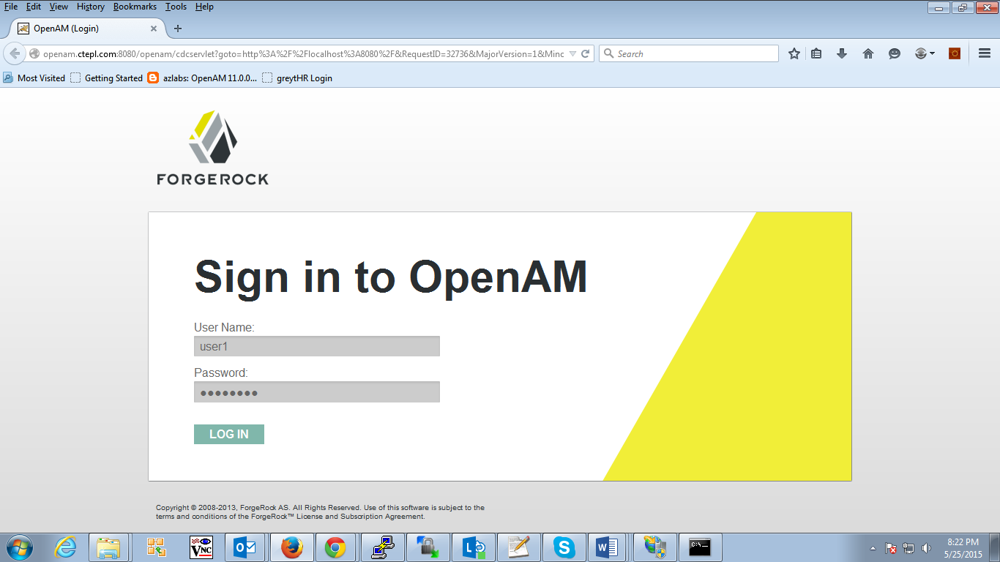 File Edit View History Bookmarks Tools Help
OpenAM (Login)
openam.ctepl.com:8080/openam/cdcservlet?goto=http%3A%2F%2Flocalhost%3A8080%2F&RequestID=32736&MajorVersion=1&Minc
Search
Most Visited Getting Started azlabs: OpenAM 11.0.0... greytHR Login
FORGEROCK
Sign in to OpenAM
User Name:
user1
Password:
●●●●●●●●
LOG IN
Copyright © 2008-2013, ForgeRock AS. All Rights Reserved. Use of this software is subject to the
terms and conditions of the ForgeRock™ License and Subscription Agreement.
VNC
C:\.
8:22 PM
5/25/2015